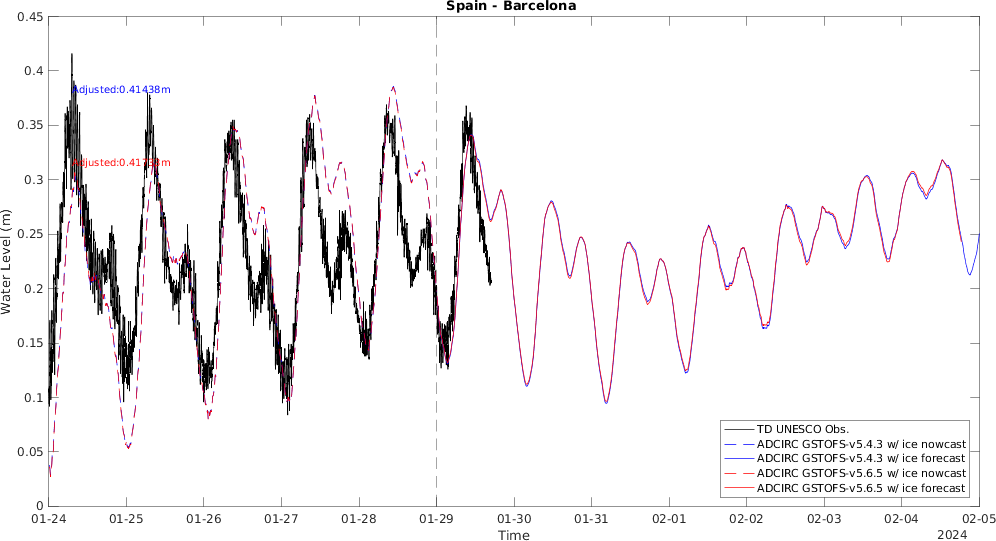 Spain - Barcelona
0.45
0.4
0.35
0.3
0.25
0.2
0.15
0.1
0.05
0
Water Level (m)
Adjusted:0.41438m
TD UNESCO Obs.
ADCIRC GSTOFS-v5.4.3 w/ ice nowcast
ADCIRC GSTOFS-v5.4.3 w/ ice forecast
ADCIRC GSTOFS-v5.6.5 w/ ice nowcast
ADCIRC GSTOFS-v5.6.5 w/ ice forecast
01-24
01-25
01-26
01-27
01-28
01-29
01-30
01-31
02-01
02-02
02-03
02-04
02-05
Time
2024